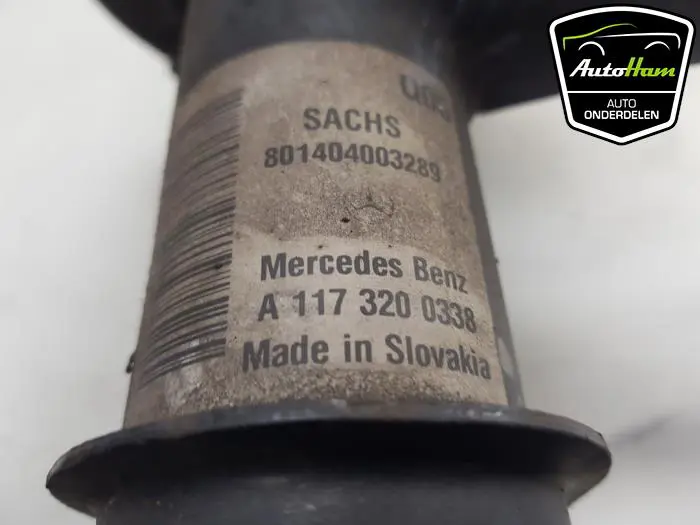 AutoHam
AUTO
ONDERDELEN
SACHS
801404003289
Mercedes Benz
A 117 320 0338
Made in Slovakia